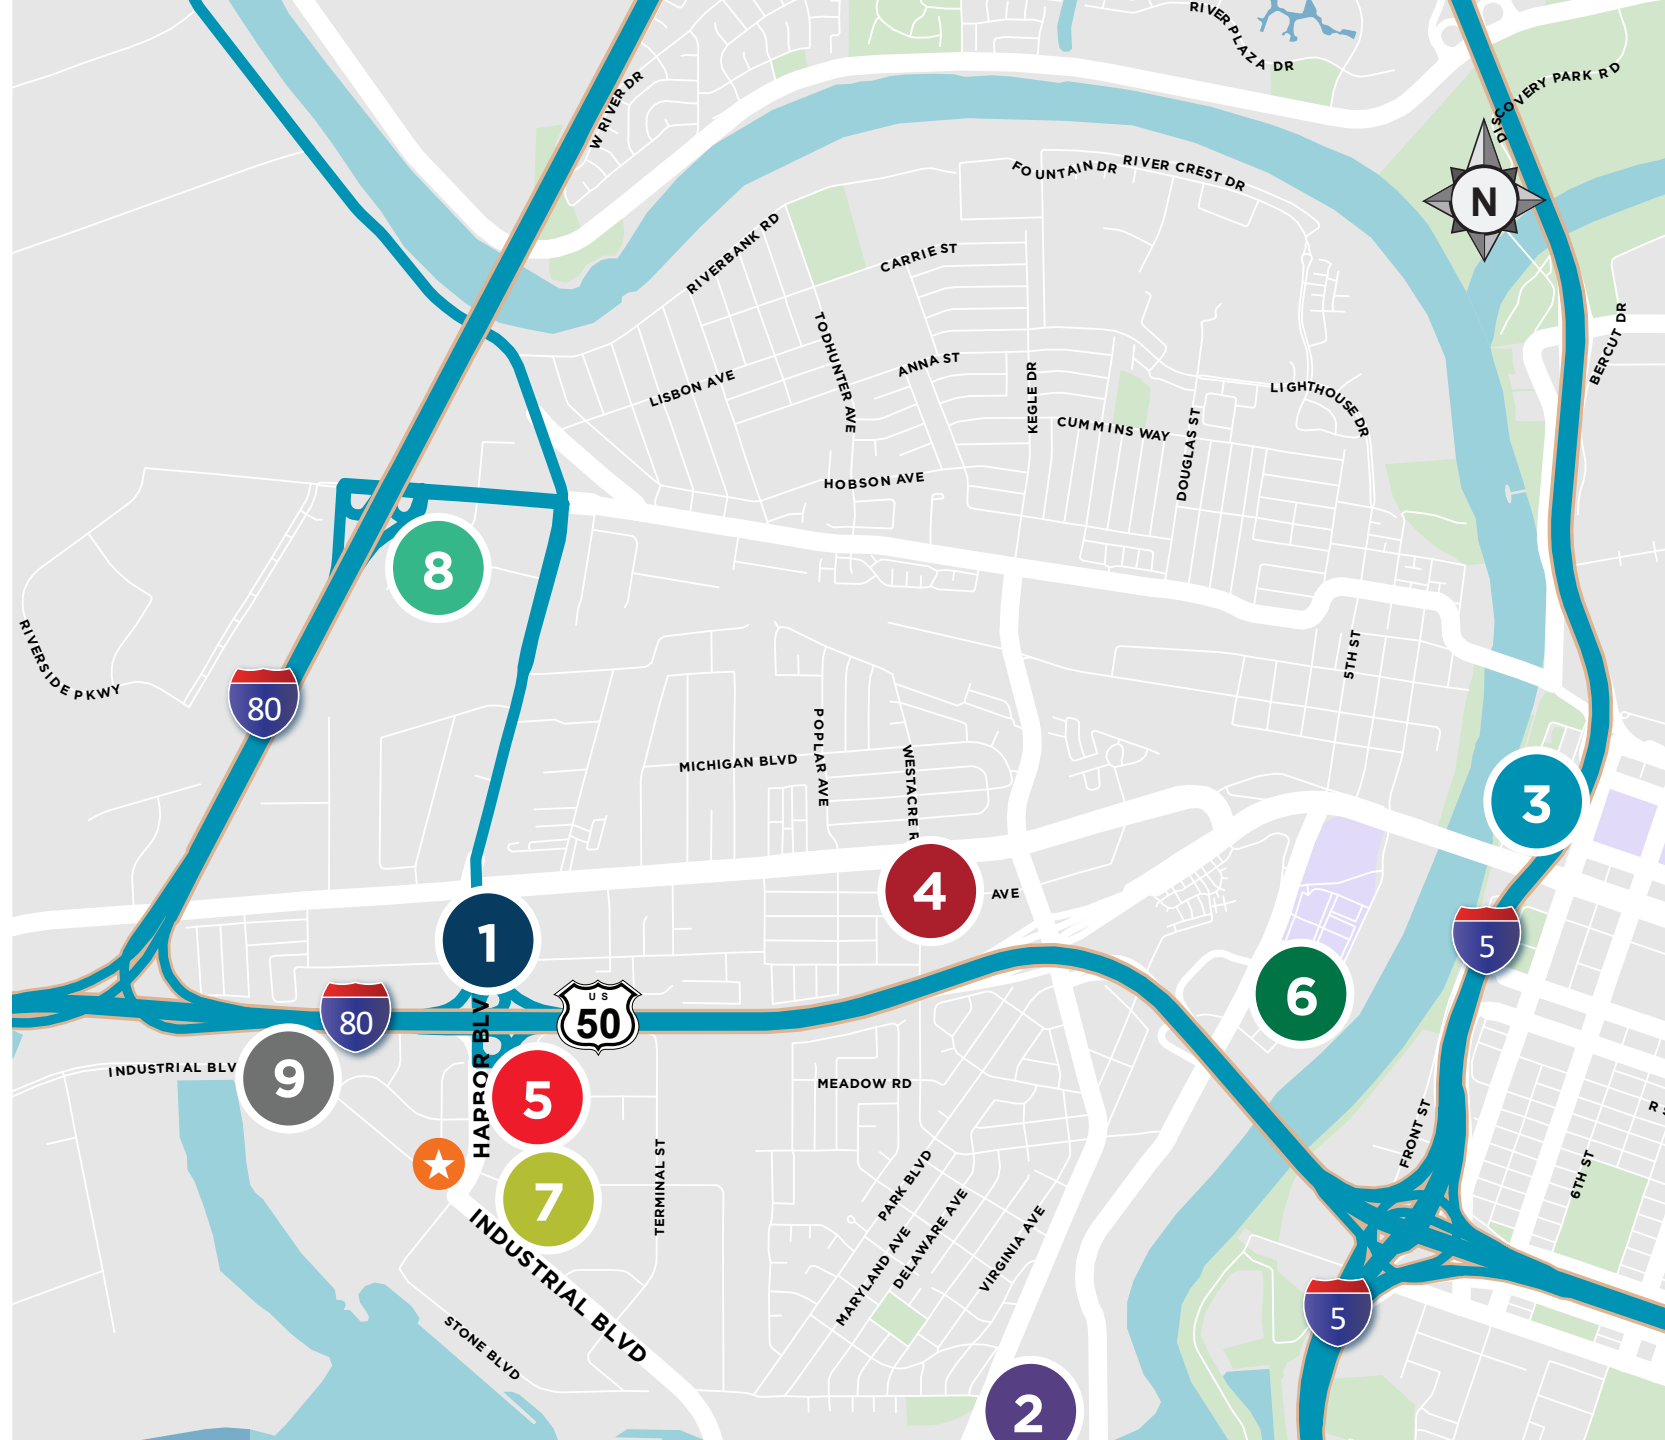 RIVER PLAZA DR
DISCOVERY PARK RD
W RIVER DR
FOUNTAIN DR
RIVER CREST DR
N
RIVERBANK RD
CARRIE ST
TODHUNTER AVE
ANNA ST
LISBON AVE
KEGLE DR
CUMMINS WAY
DOUGLAS ST
LIGHTHOUSE DR
BERCUT DR
HOBSON AVE
8
RIVERSIDE PKWY
80
5TH ST
MICHIGAN BLVD
POPLAR AVE
WESTACRE R
3
4
AVE
1
5
6
80
US
50
HARBOR BLV
INDUSTRIAL BLV
9
5
MEADOW RD
7
TERMINAL ST
INDUSTRIAL BLVD
STONE BLVD
PARK BLVD
MARYLAND AVE
DELAWARE AVE
VIRGINIA AVE
FRONT ST
6TH ST
R S
5
2